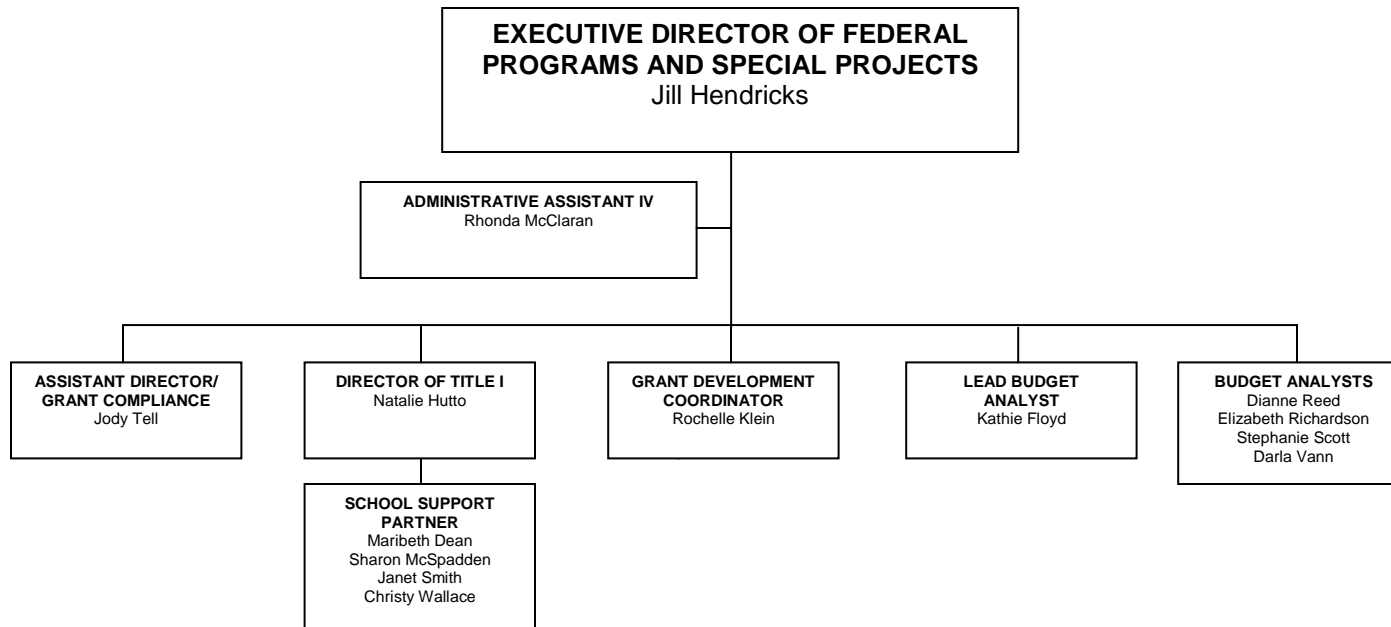 EXECUTIVE DIRECTOR OF FEDERAL
PROGRAMS AND SPECIAL PROJECTS
Jill Hendricks
ADMINISTRATIVE ASSISTANT IV
Rhonda McClaran
ASSISTANT DIRECTOR/
GRANT COMPLIANCE
Jody Tell
DIRECTOR OF TITLE I
Natalie Hutto
GRANT DEVELOPMENT
COORDINATOR
Rochelle Klein
LEAD BUDGET
ANALYST
Kathie Floyd
BUDGET ANALYSTS
Dianne Reed
Elizabeth Richardson
Stephanie Scott
Darla Vann
SCHOOL SUPPORT
PARTNER
Maribeth Dean
Sharon McSpadden
Janet Smith
Christy Wallace